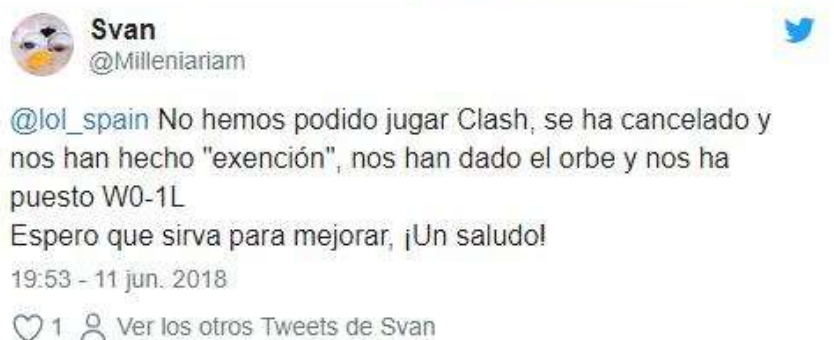 Svan
@Milleniariam
@lol_spain No hemos podido jugar Clash, se ha cancelado y
nos han hecho "exención", nos han dado el orbe y nos ha
puesto W0-1L
Espero que sirva para mejorar, ¡Un saludo!
19:53 - 11 jun. 2018
1 Ver los otros Tweets de Svan